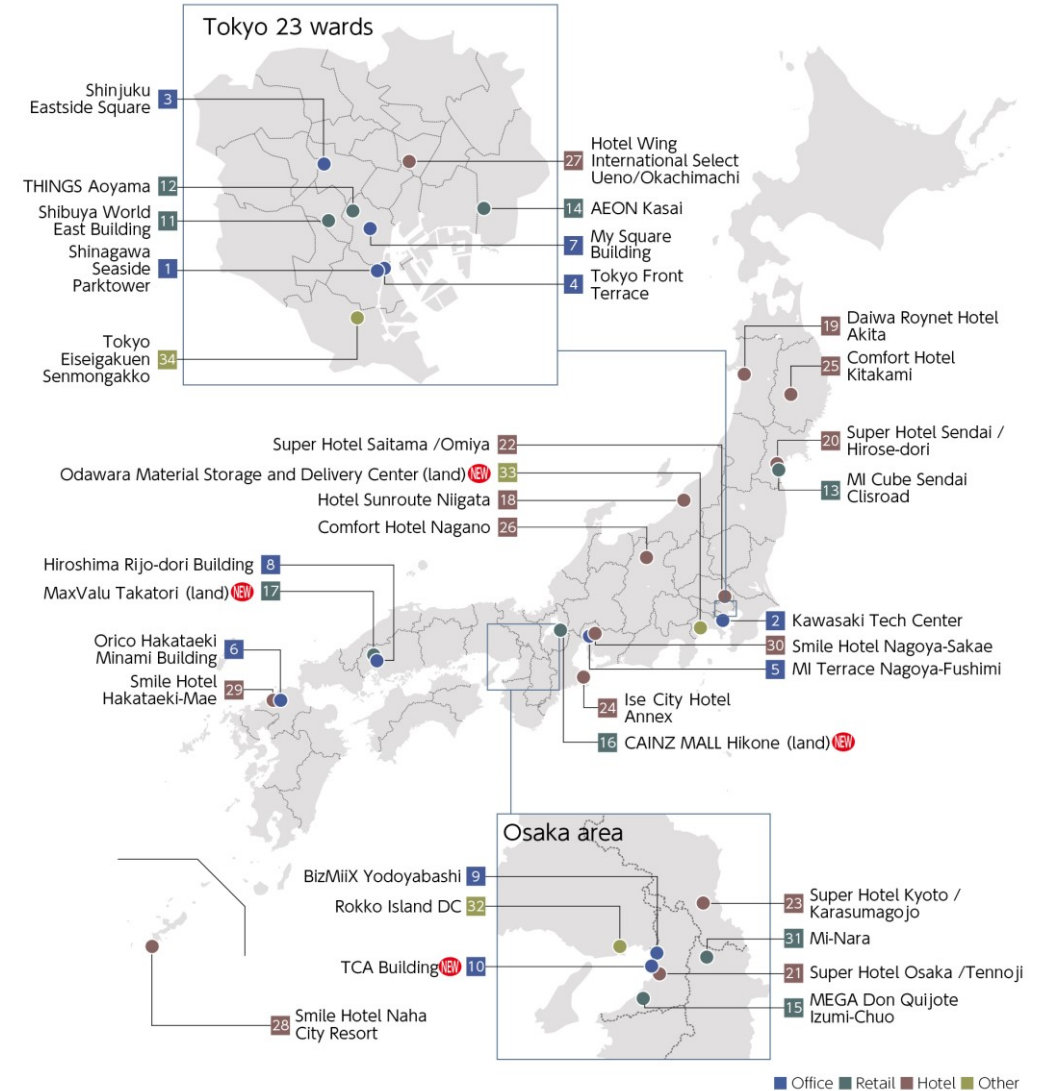 Tokyo 23 wards
Shinjuku
Eastside Square 3
THINGS Aoyama 12
Shibuya World
East Building 11
Shinagawa
Seaside
Parktower 1
Tokyo
Eiseigakuen
Senmongakko 34
27 Hotel Wing
International Select
Ueno/Okachimachi
14 AEON Kasai
7 My Square
Building
4 Tokyo Front
Terrace
19 Daiwa Roynet Hotel
Akita
25 Comfort Hotel
Kitakami
20 Super Hotel Sendai /
Hirose-dori
13 MI Cube Sendai
Clisroad
Super Hotel Saitama /Omiya 22
Odawara Material Storage and Delivery Center (land) NEW 33
Hotel Sunroute Niigata 18
Comfort Hotel Nagano 26
Hiroshima Rijo-dori Building 8
MaxValu Takatori (land) NEW 17
Orico Hakataeki
Minami Building 6
Smile Hotel
Hakataeki-Mae 29
2 Kawasaki Tech Center
30 Smile Hotel Nagoya-Sakae
5 MI Terrace Nagoya-Fushimi
24 Ise City Hotel
Annex
16 CAINZ MALL Hikone (land) NEW
Osaka area
BizMiiX Yodoyabashi 9
Rokko Island DC 32
TCA Building NEW 10
23 Super Hotel Kyoto /
Karasumagojo
31 Mi-Nara
21 Super Hotel Osaka /Tennoji
15 MEGA Don Quijote
Izumi-Chuo
28 Smile Hotel Naha
City Resort
Office Retail Hotel Other